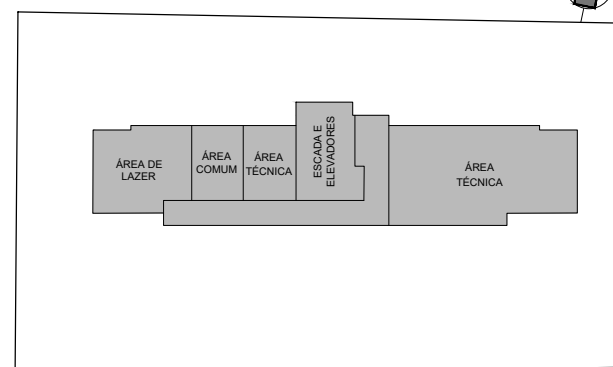 ÁREA DE
LAZER
ÁREA
COMUM
ÁREA
TÉCNICA
ESCADA E
ELEVADORES
ÁREA
TÉCNICA